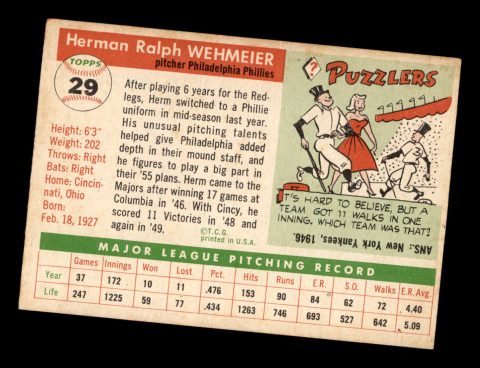 Herman Ralph WEHMEIER
pitcher Philadelphia Phillies
TOPPS
29
Height: 6'3"
Weight: 202
Throws: Right
Bats: Right
Home: Cincin-
nati, Ohio
Born:
Feb. 18, 1927
After playing 6 years for the Red-
legs, Herm switched to a Phillie
uniform in mid-season last year.
His unusual pitching talents
helped give Philadelphia added
depth in their mound staff, and
he figures to play a big part in
their '55 plans. Herm came to the
Majors after winning 17 games at
Columbia in '46. With Cincy, he
scored 11 Victories in '48 and
again in '49.
©T.C.G.
printed in U.S.A.
?
PUZZLERS
IT'S HARD TO BELIEVE, BUT A
TEAM GOT 11 WALKS IN ONE
INNING. WHICH TEAM WAS THAT?
ANS.: New York Yankees, 1946.
MAJOR LEAGUE PITCHING RECORD
Games Innings Won Lost Pct. Hits Runs E.R. S.O. Walks E.R. Avg.
Year 37 172 10 11 .476 153 90 84 62 72 4.40
Life 247 1225 59 77 .434 1263 746 693 527 642 5.09